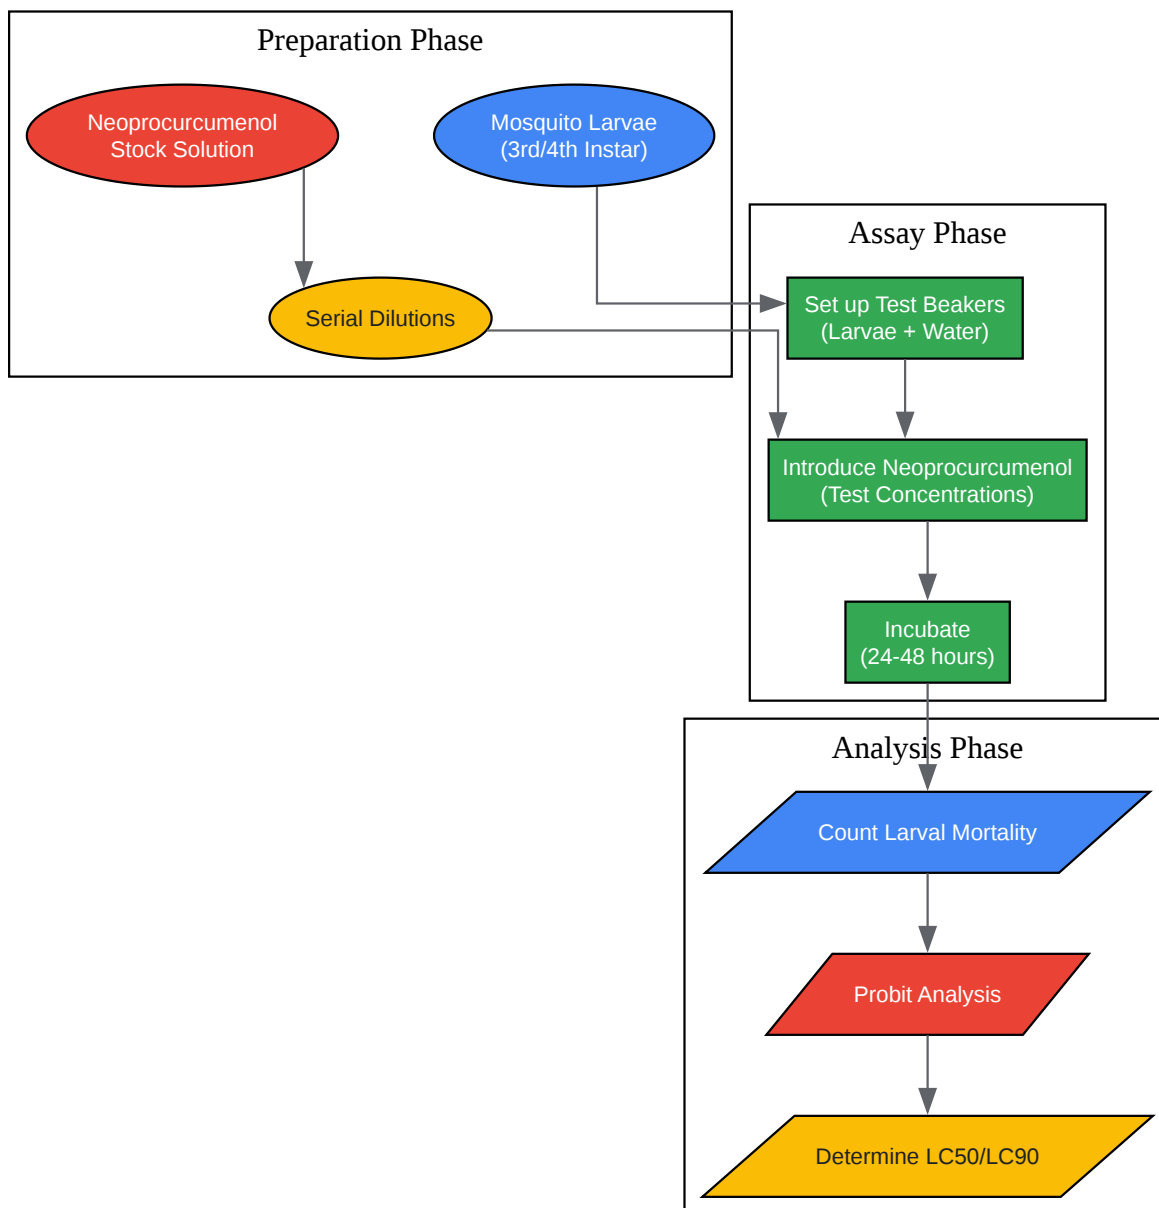 Preparation Phase
Neoprocurcumenol
Stock Solution
Mosquito Larvae
(3rd/4th Instar)
Serial Dilutions
Assay Phase
Set up Test Beakers
(Larvae + Water)
Introduce Neoprocurcumenol
(Test Concentrations)
Incubate
(24-48 hours)
Analysis Phase
Count Larval Mortality
Probit Analysis
Determine LC50/LC90